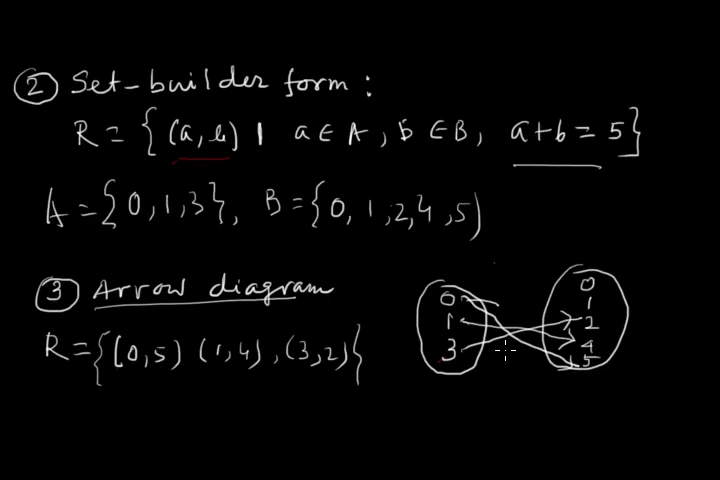 ② Set-builder form :
R = { (a, b) | a ∈ A , b ∈ B, a + b = 5 }
A = { 0, 1, 3 } , B = { 0, 1, 2, 4, 5 )
③ Arrow diagram
R = { (0, 5) (1, 4) , (3, 2) }
0
1
3
0
1
2
4
5